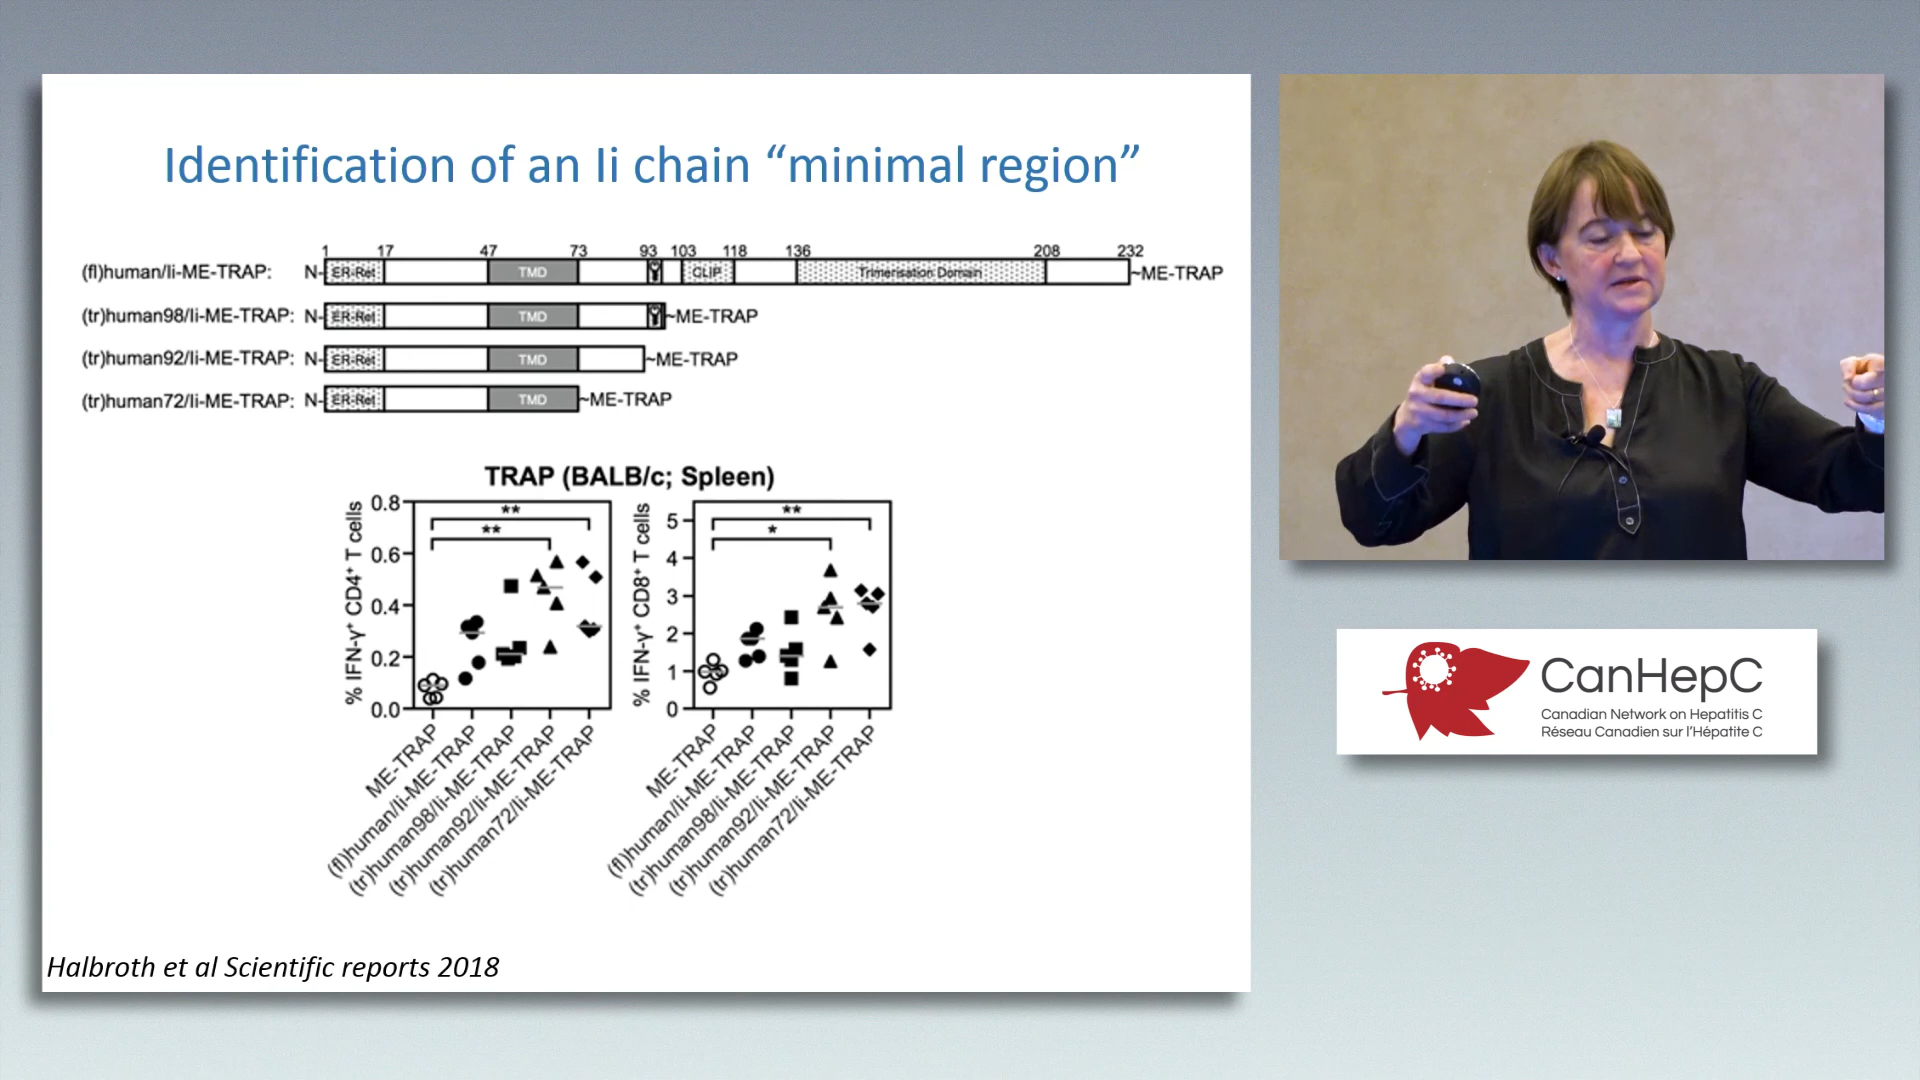 Identification of an Ii chain “minimal region”
1 17 47 73 93 103 118 136 208 232
(fl)human/Ii-ME-TRAP: N- ER-Ret TMD CLIP Trimerisation Domain ~ME-TRAP
(tr)human98/Ii-ME-TRAP: N- ER-Ret TMD ~ME-TRAP
(tr)human92/Ii-ME-TRAP: N- ER-Ret TMD ~ME-TRAP
(tr)human72/Ii-ME-TRAP: N- ER-Ret TMD ~ME-TRAP
TRAP (BALB/c; Spleen)
% IFN-γ⁺ CD4⁺ T cells
0.8
0.6
0.4
0.2
0.0
**
**
ME-TRAP
(fl)human/Ii-ME-TRAP
(tr)human98/Ii-ME-TRAP
(tr)human92/Ii-ME-TRAP
(tr)human72/Ii-ME-TRAP
% IFN-γ⁺ CD8⁺ T cells
5
4
3
2
1
0
**
*
ME-TRAP
(fl)human/Ii-ME-TRAP
(tr)human98/Ii-ME-TRAP
(tr)human92/Ii-ME-TRAP
(tr)human72/Ii-ME-TRAP
Halbroth et al Scientific reports 2018
CanHepC
Canadian Network on Hepatitis C
Réseau Canadien sur l’Hépatite C